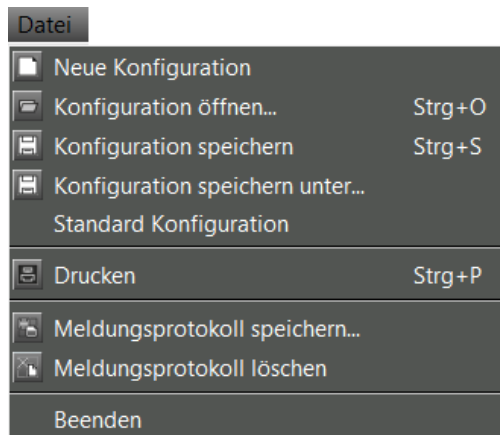 Datei
Neue Konfiguration
Konfiguration öffnen... Strg+O
Konfiguration speichern Strg+S
Konfiguration speichern unter...
Standard Konfiguration
Drucken Strg+P
Meldungsprotokoll speichern...
Meldungsprotokoll löschen
Beenden